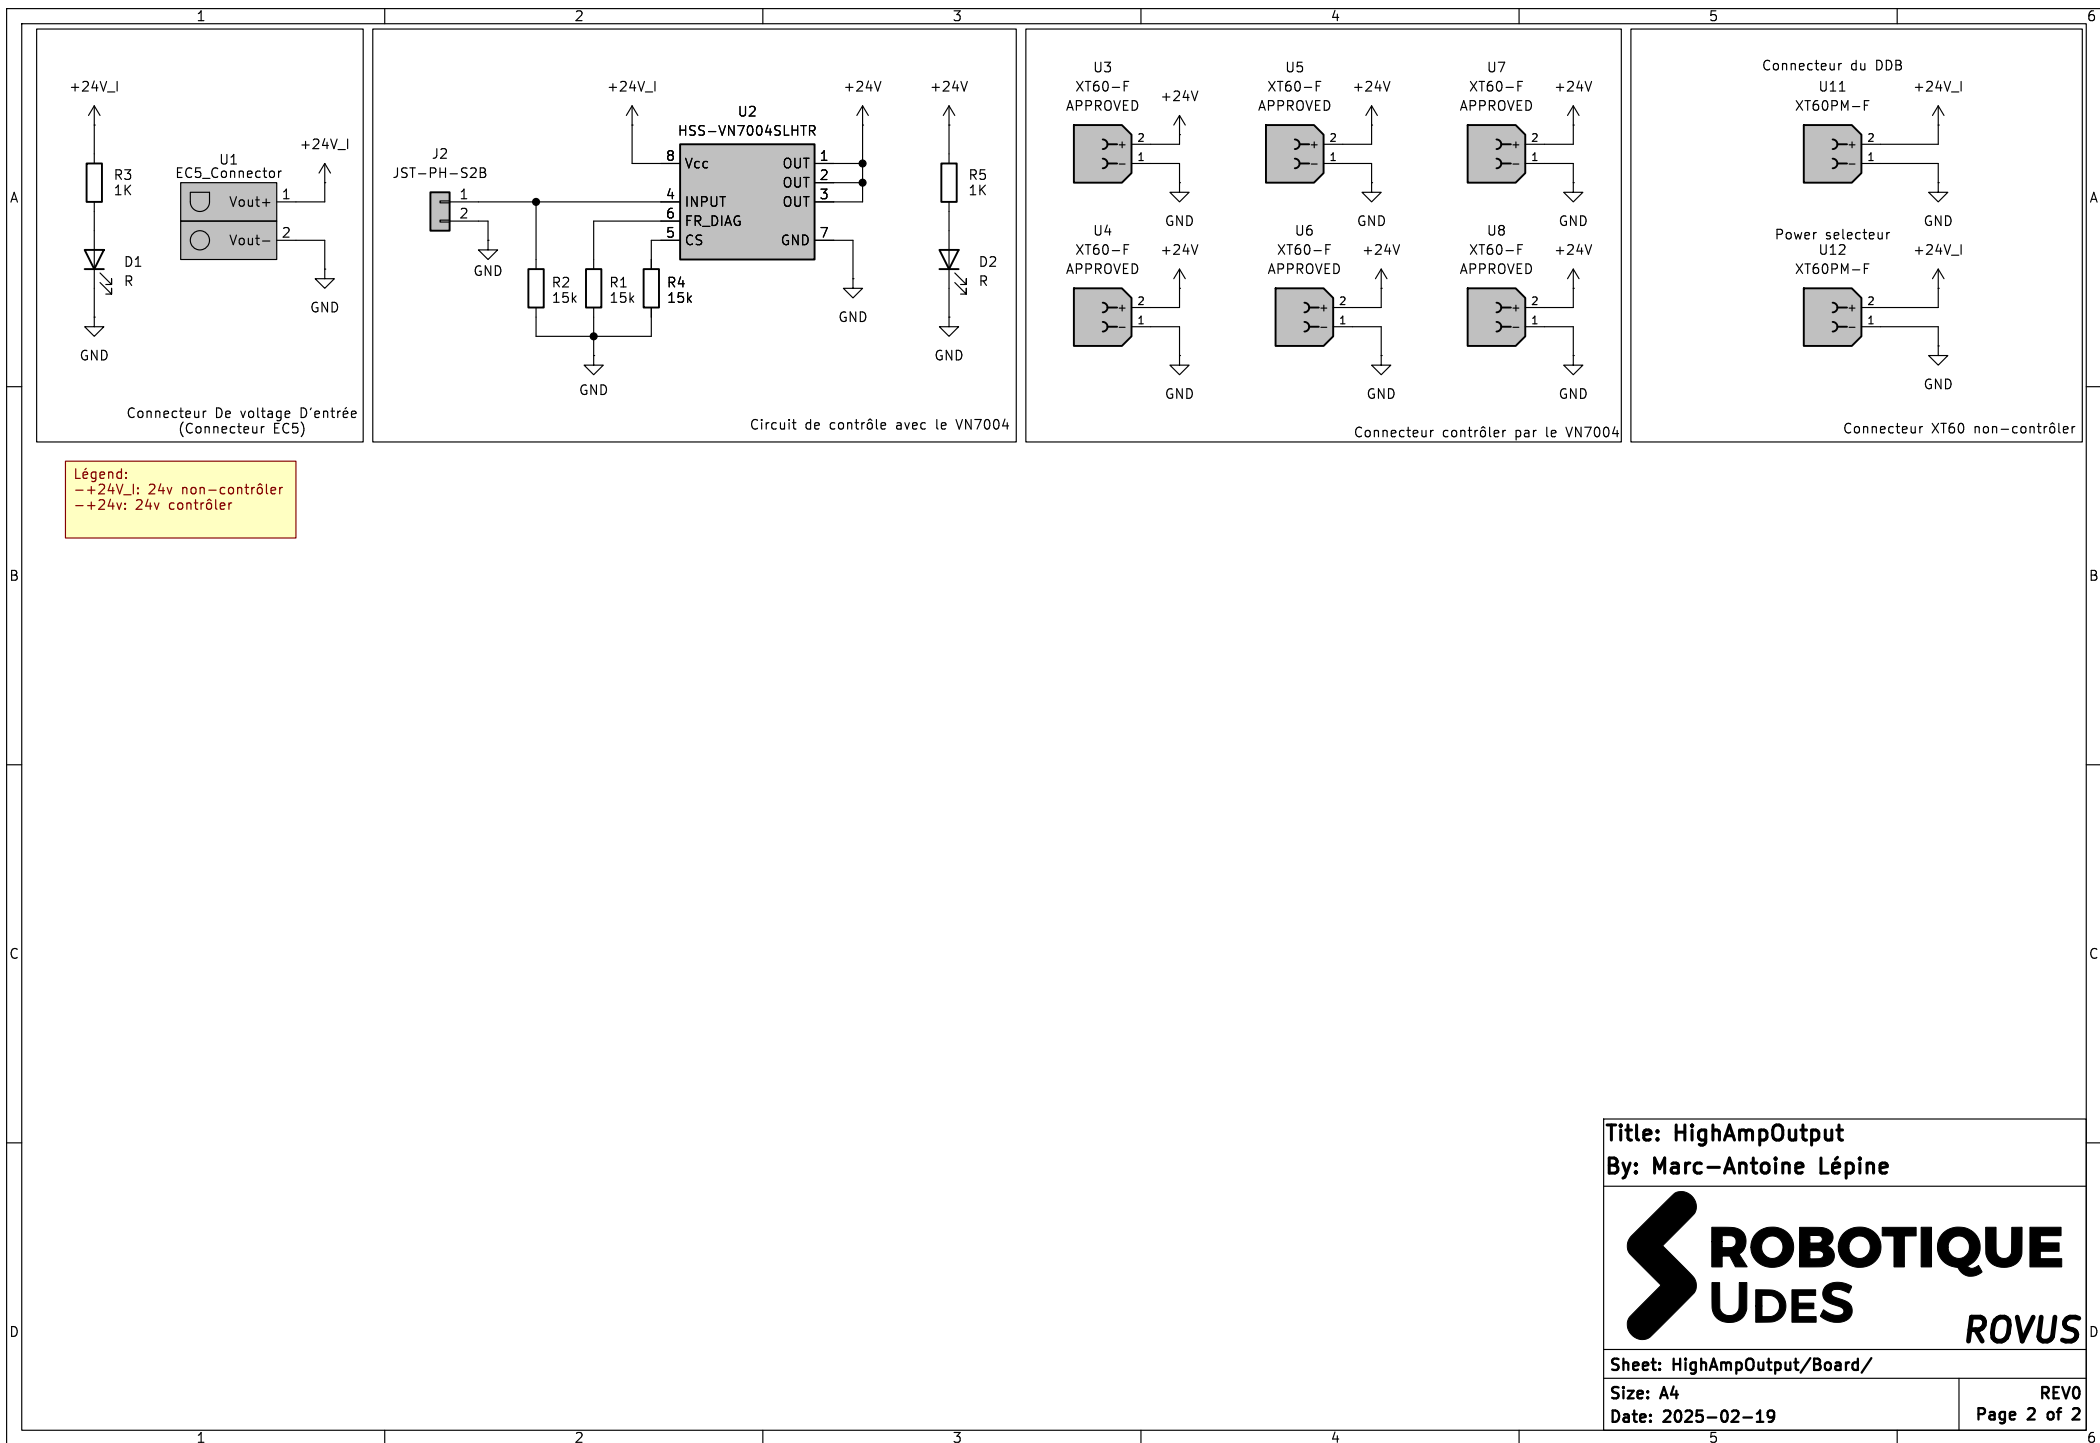 1 2 3 4 5 6
A
B
C
D
A
B
C
D
+24V_I
R3
1K
D1
R
GND
U1
EC5_Connector
Vout+ 1
Vout- 2
+24V_I
GND
Connecteur De voltage D'entrée
(Connecteur EC5)
J2
JST-PH-S2B
1
2
GND
+24V_I
U2
HSS-VN7004SLHTR
8 Vcc OUT 1
OUT 2
4 INPUT OUT 3
6 FR_DIAG
5 CS GND 7
R2
15k
R1
15k
R4
15k
GND
+24V
GND
+24V
R5
1K
D2
R
GND
Circuit de contrôle avec le VN7004
U3
XT60-F
APPROVED
+24V
+ 2
- 1
GND
U5
XT60-F
APPROVED
+24V
+ 2
- 1
GND
U7
XT60-F
APPROVED
+24V
+ 2
- 1
GND
U4
XT60-F
APPROVED
+24V
+ 2
- 1
GND
U6
XT60-F
APPROVED
+24V
+ 2
- 1
GND
U8
XT60-F
APPROVED
+24V
+ 2
- 1
GND
Connecteur contrôler par le VN7004
Connecteur du DDB
U11
XT60PM-F
+24V_I
+ 2
- 1
GND
Power selecteur
U12
XT60PM-F
+24V_I
+ 2
- 1
GND
Connecteur XT60 non-contrôler
Légend:
-+24V_I: 24v non-contrôler
-+24v: 24v contrôler
Title: HighAmpOutput
By: Marc-Antoine Lépine
ROBOTIQUE
UDES
ROVUS
Sheet: HighAmpOutput/Board/
Size: A4
Date: 2025-02-19
REV0
Page 2 of 2
1 2 3 4 5 6